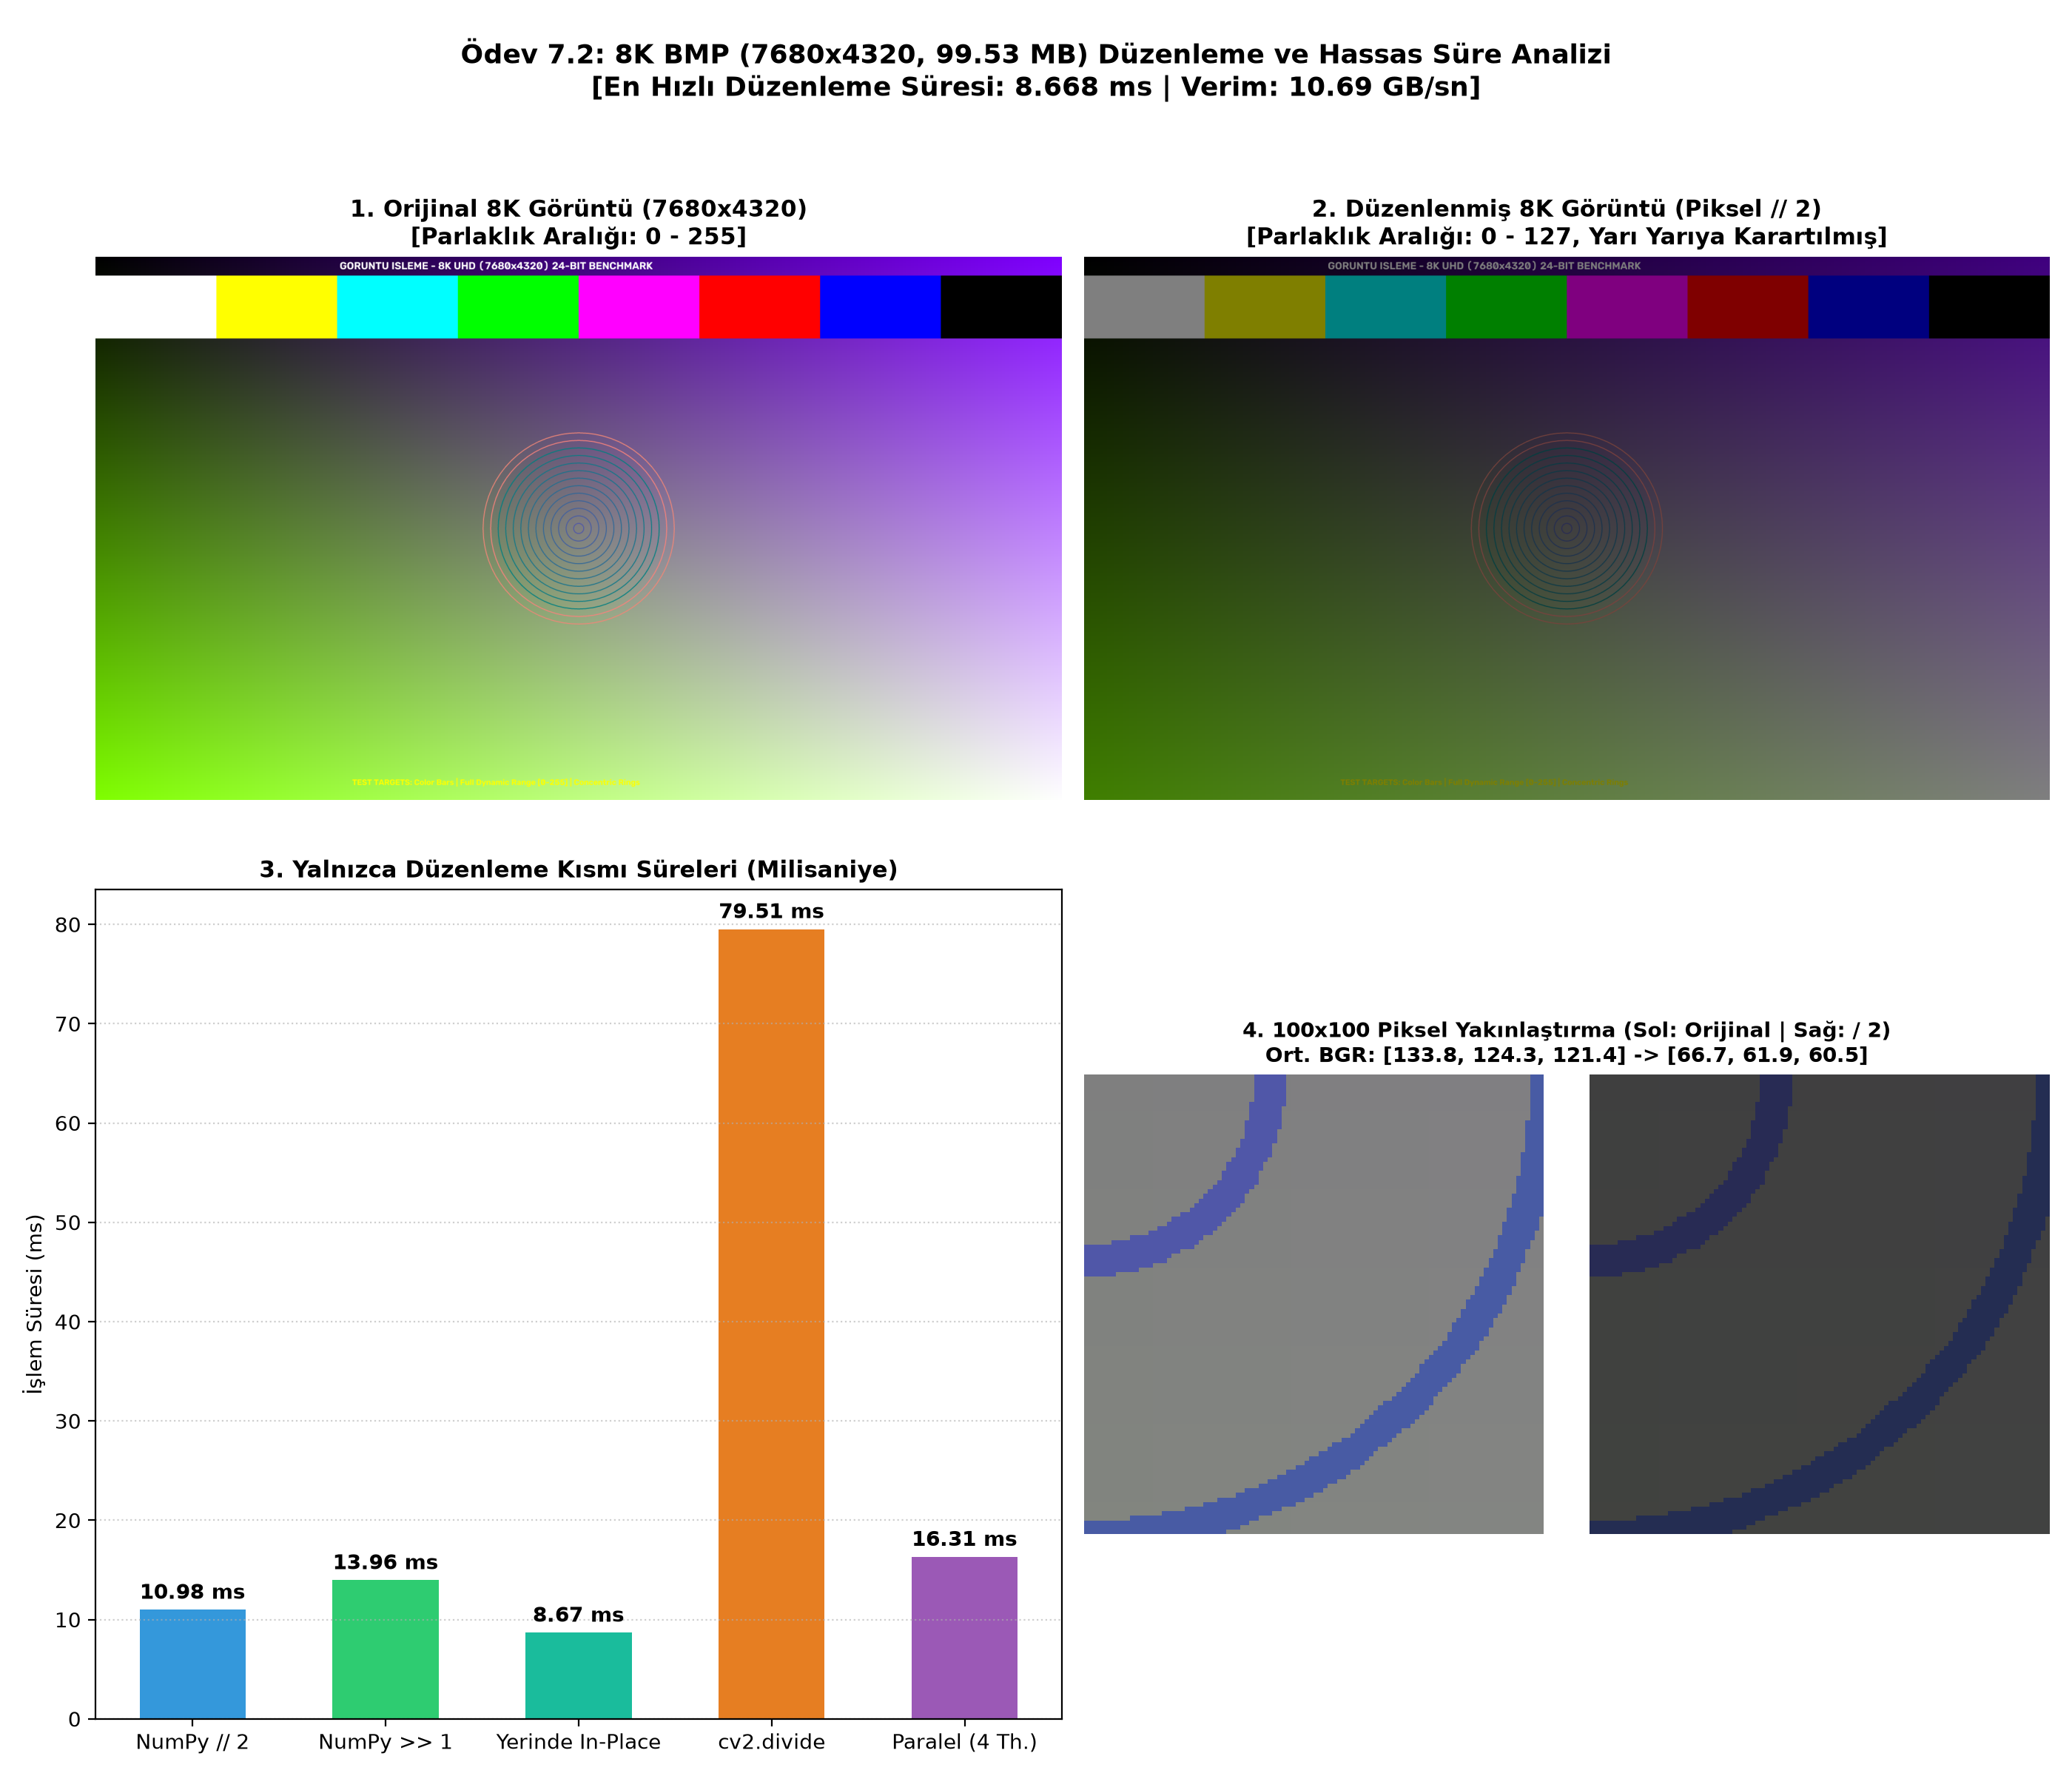 Ödev 7.2: 8K BMP (7680x4320, 99.53 MB) Düzenleme ve Hassas Süre Analizi
[En Hızlı Düzenleme Süresi: 8.668 ms | Verim: 10.69 GB/sn]
1. Orijinal 8K Görüntü (7680x4320)
[Parlaklık Aralığı: 0 - 255]
GORUNTU ISLEME - 8K UHD (7680x4320) 24-BIT BENCHMARK
TEST TARGETS: Color Bars | Full Dynamic Range (0-255) |
2. Düzenlenmiş 8K Görüntü (Piksel // 2)
[Parlaklık Aralığı: 0 - 127, Yarı Yarıya Karartılmış]
GORUNTU ISLEME - 8K UHD (7680x4320) 24-BIT BENCHMARK
TEST TARGETS: Color Bars
3. Yalnızca Düzenleme Kısmı Süreleri (Milisaniye)
İşlem Süresi (ms)
80
70
60
50
40
30
20
10
0
10.98 ms
13.96 ms
8.67 ms
79.51 ms
16.31 ms
NumPy // 2
NumPy >> 1
Yerinde In-Place
cv2.divide
Paralel (4 Th.)
4. 100x100 Piksel Yakınlaştırma (Sol: Orijinal | Sağ: / 2)
Ort. BGR: [133.8, 124.3, 121.4] -> [66.7, 61.9, 60.5]